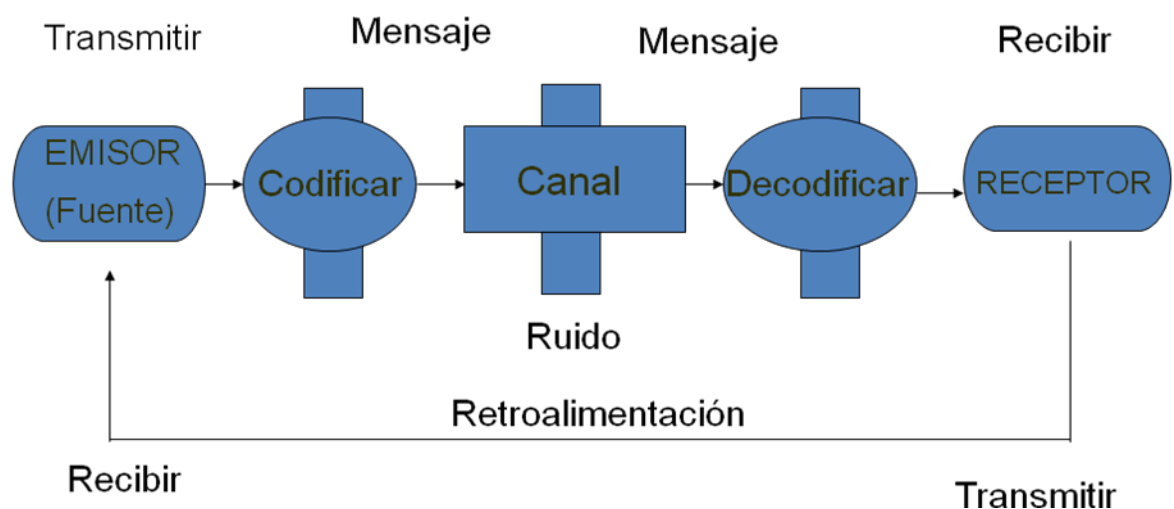 Transmitir
Mensaje
Mensaje
Recibir
EMISOR
(Fuente)
Codificar
Canal
Decodificar
RECEPTOR
Ruido
Retroalimentación
Recibir
Transmitir